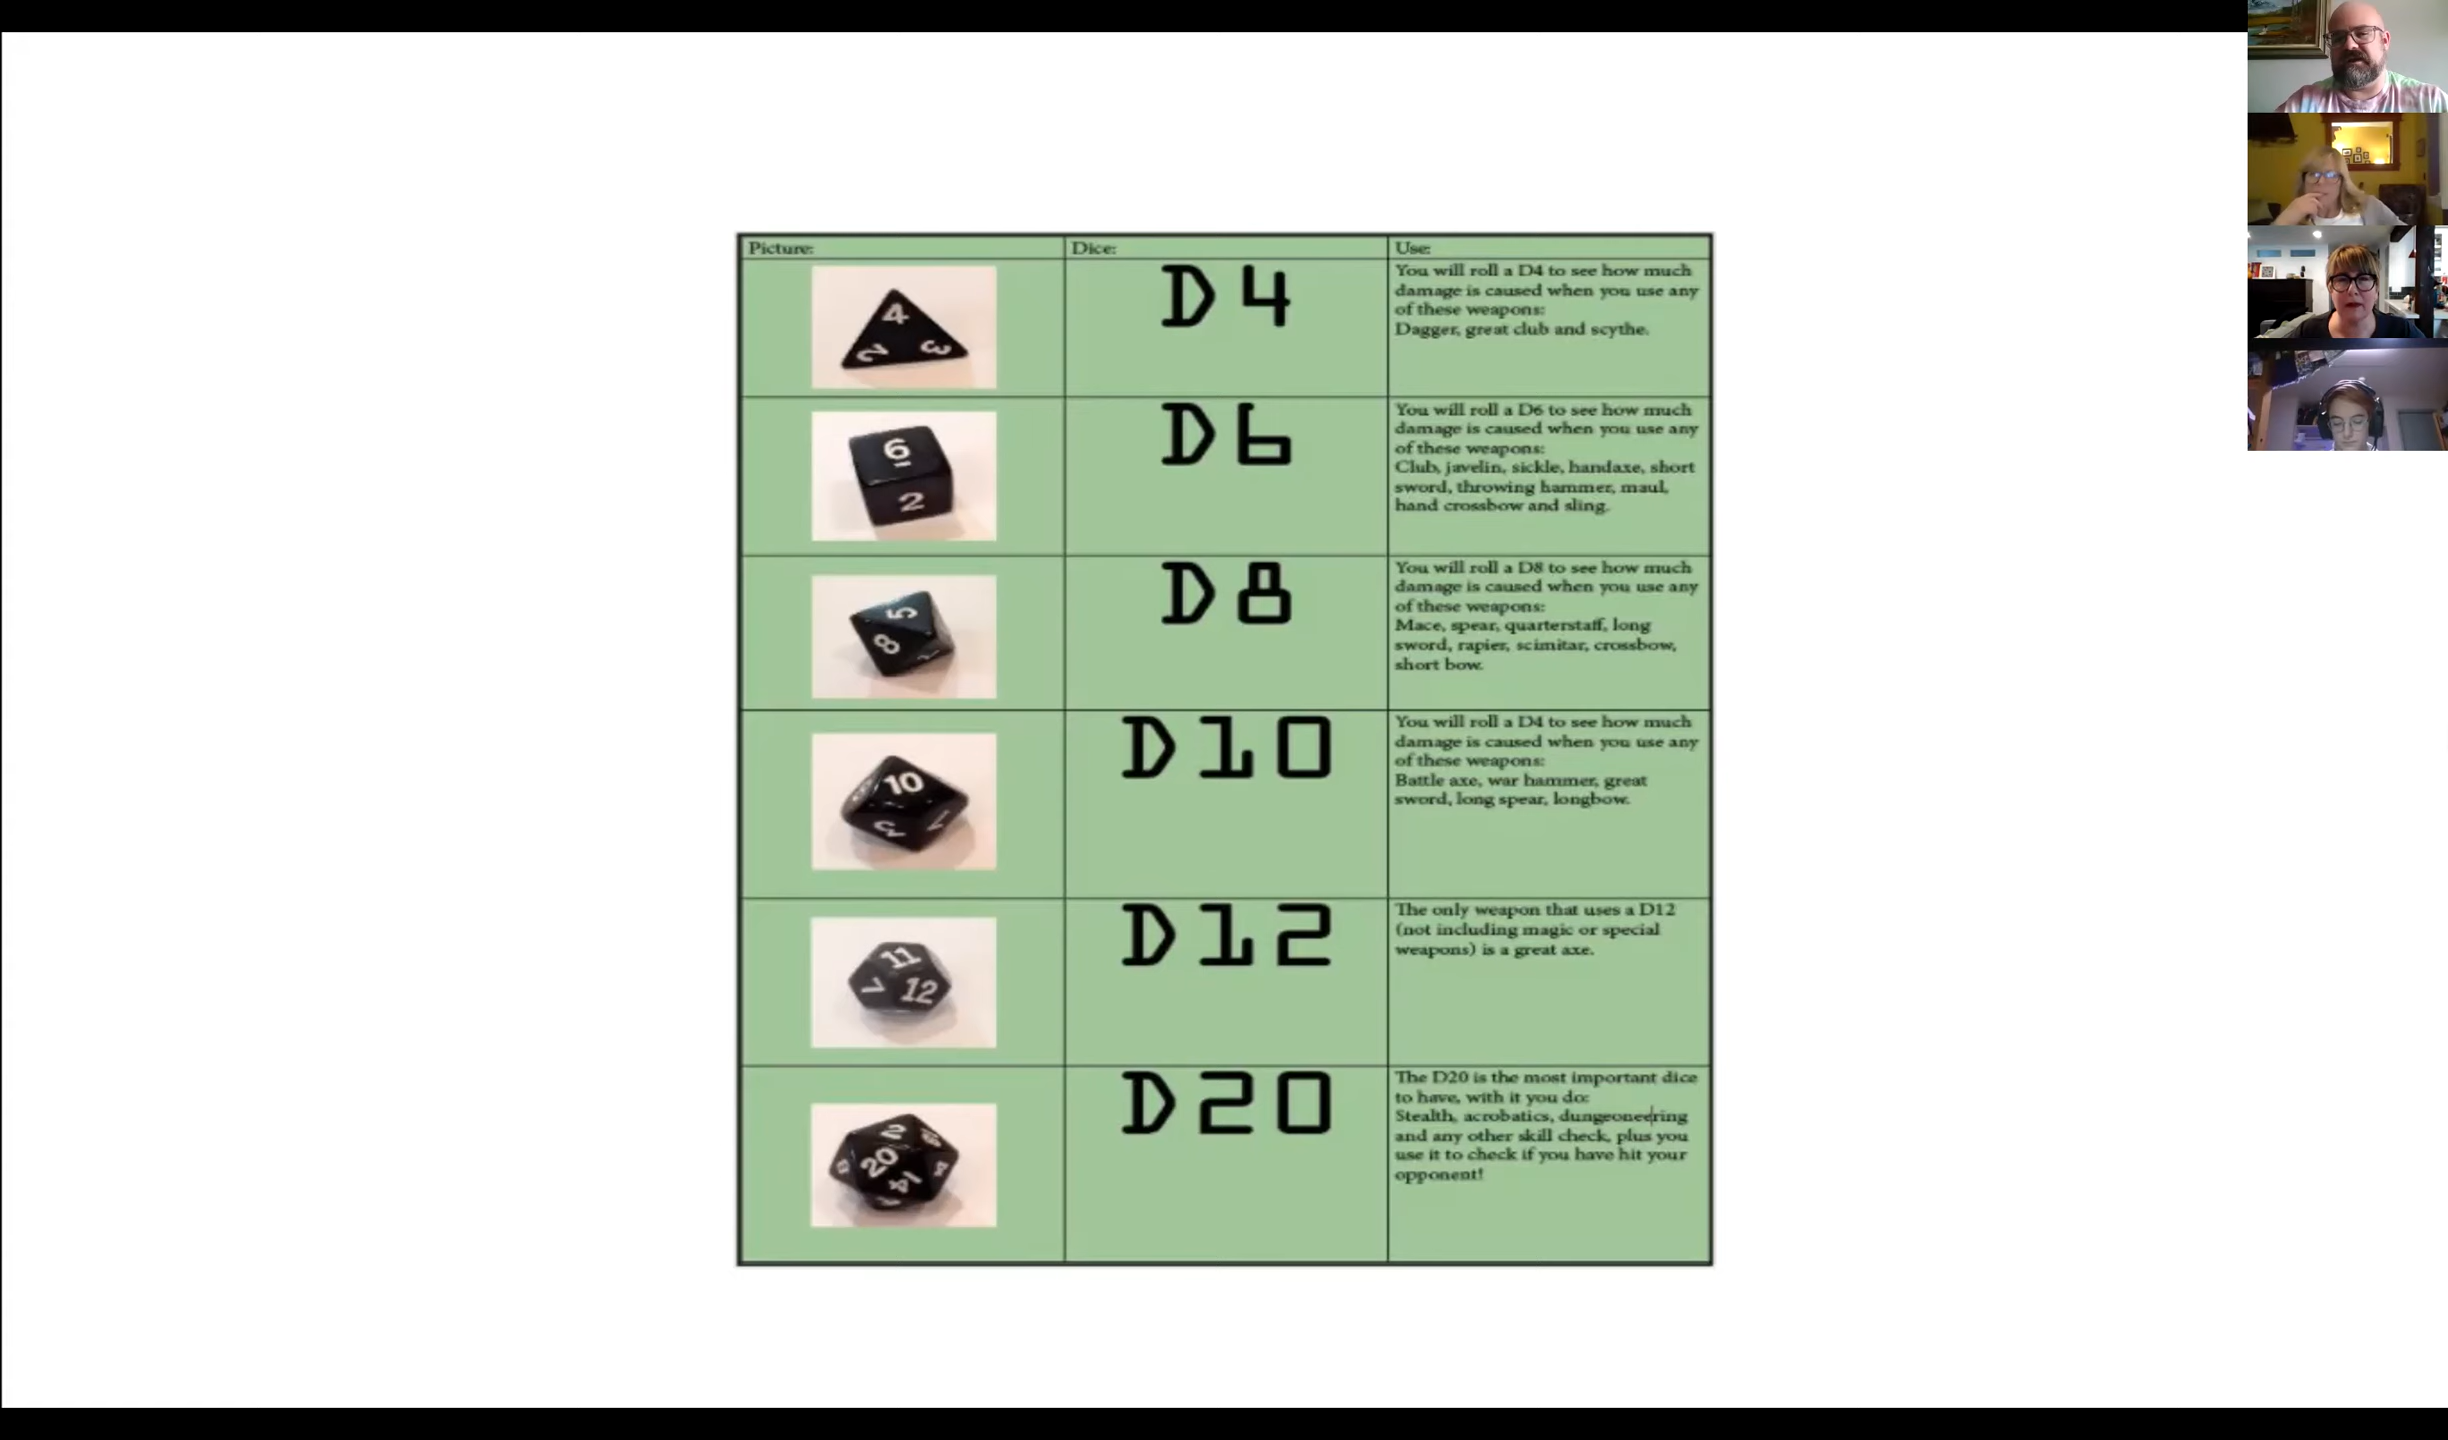 Picture:
Dice:
Use:
4
2
3
D4
You will roll a D4 to see how much
damage is caused when you use any
of these weapons:
Dagger, great club and scythe.
6
2
D6
You will roll a D6 to see how much
damage is caused when you use any
of these weapons:
Club, javelin, sickle, handaxe, short
sword, throwing hammer, maul,
hand crossbow and sling.
5
8
D8
You will roll a D8 to see how much
damage is caused when you use any
of these weapons:
Mace, spear, quarterstaff, long
sword, rapier, scimitar, crossbow,
short bow.
10
D10
You will roll a D4 to see how much
damage is caused when you use any
of these weapons:
Battle axe, war hammer, great
sword, long spear, longbow.
11
7
12
D12
The only weapon that uses a D12
(not including magic or special
weapons) is a great axe.
2
20
14
D20
The D20 is the most important dice
to have, with it you do:
Stealth, acrobatics, dungeoneering
and any other skill check, plus you
use it to check if you have hit your
opponent!